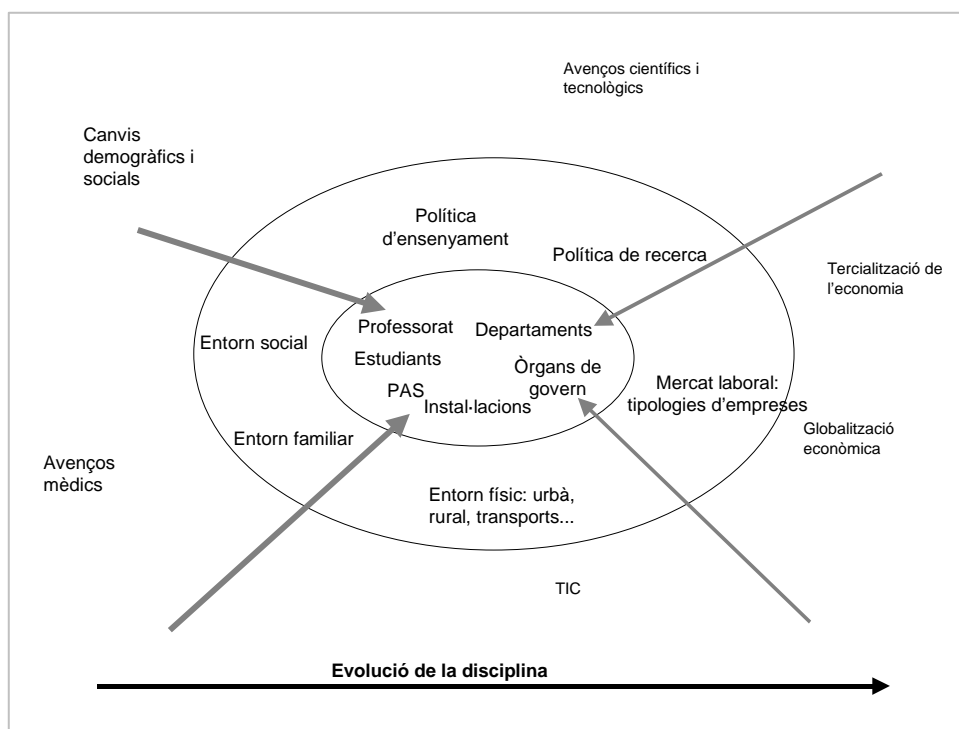 Avenços científics i
tecnològics
Canvis
demogràfics i
socials
Política
d'ensenyament
Política de recerca
Tercialització de
l'economia
Professorat
Departaments
Entorn social
Estudiants
Òrgans de
govern
PAS
Instal·lacions
Mercat laboral:
tipologies d'empreses
Entorn familiar
Globalització
econòmica
Avenços
mèdics
Entorn físic: urbà,
rural, transports...
TIC
Evolució de la disciplina